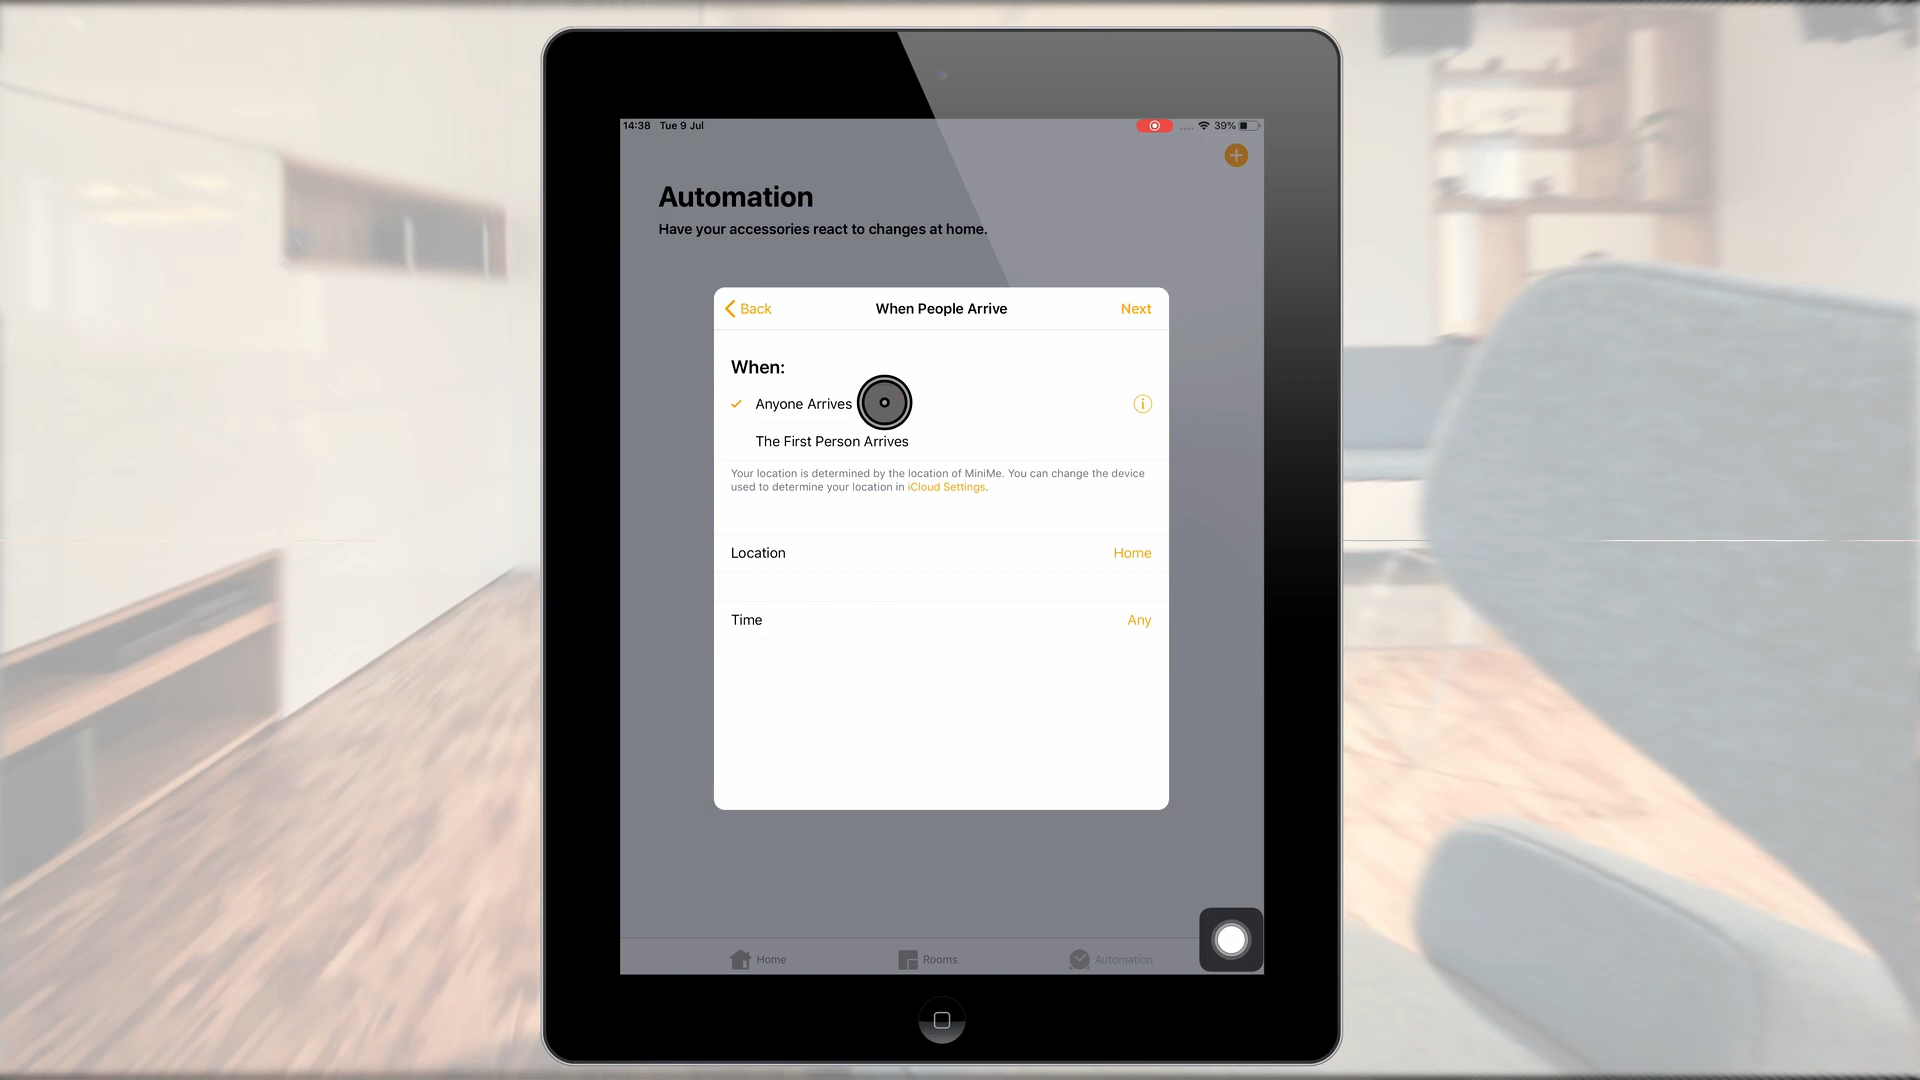 14:38 Tue 9 Jul
39%
Automation
Have your accessories react to changes at home.
Back
When People Arrive
Next
When:
Anyone Arrives
The First Person Arrives
Your location is determined by the location of MiniMe. You can change the device
used to determine your location in iCloud Settings.
Location
Home
Time
Any
Home
Rooms
Automation